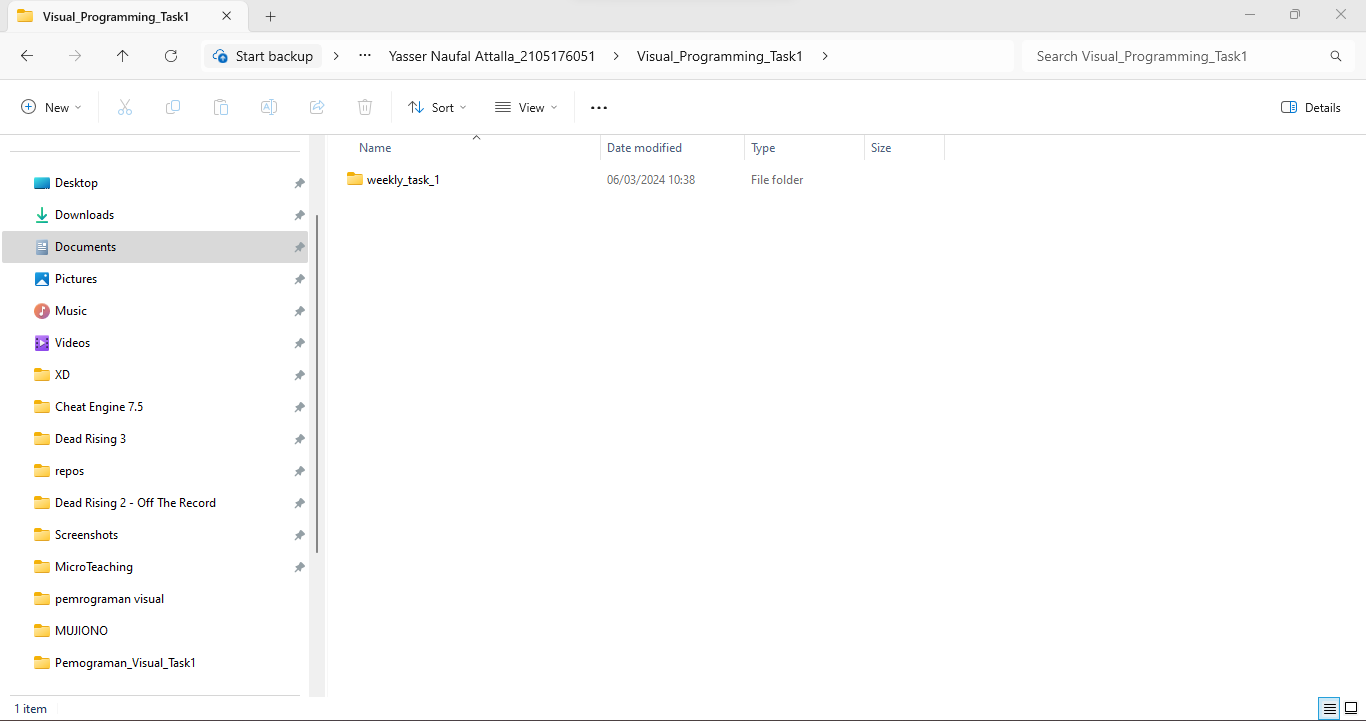 Visual_Programming_Task1
Start backup Yasser Naufal Attalla_2105176051 Visual_Programming_Task1 Search Visual_Programming_Task1
New Sort View Details
Name Date modified Type Size
weekly_task_1 06/03/2024 10:38 File folder
Desktop
Downloads
Documents
Pictures
Music
Videos
XD
Cheat Engine 7.5
Dead Rising 3
repos
Dead Rising 2 - Off The Record
Screenshots
MicroTeaching
pemrograman visual
MUJIONO
Pemograman_Visual_Task1
1 item